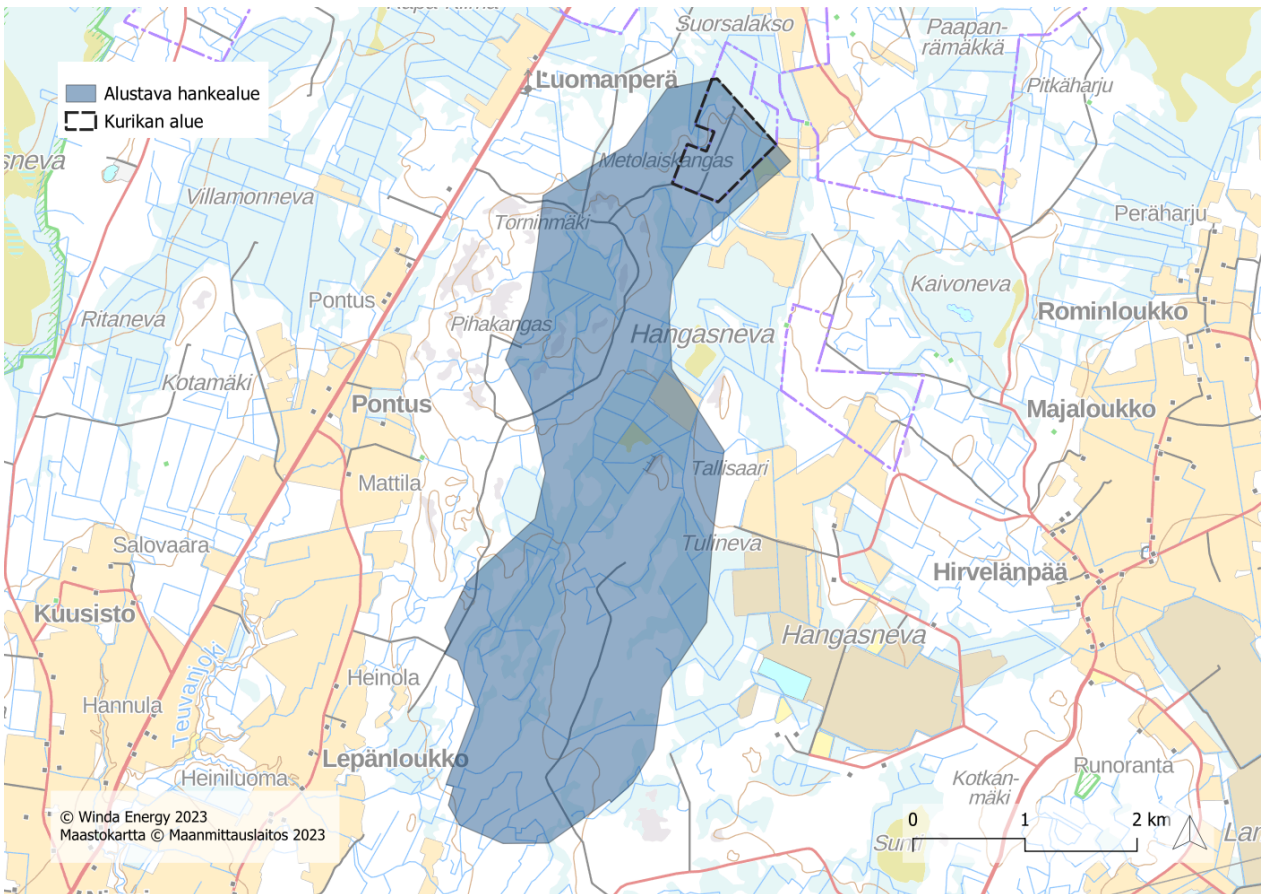 Suorsalakso
Paapan-
rämäkkä
Luomanperä
Pitkäharju
Alustava hankealue
Kurikan alue
Metolaiskangas
Villamonneva
Torninmäki
Peräharju
Kaivoneva
Pontus
Ritaneva
Pihakangas
Hangasneva
Rominloukko
Kotamäki
Pontus
Majaloukko
Mattila
Tallisaari
Salovaara
Tulineva
Hirvelänpää
Kuusisto
Hangasneva
Teuvanjoki
Heinola
Hannula
Lepänloukko
Heiniluoma
Runoranta
Kotkan-
mäki
© Winda Energy 2023
Maastokartta © Maanmittauslaitos 2023
0 1 2 km